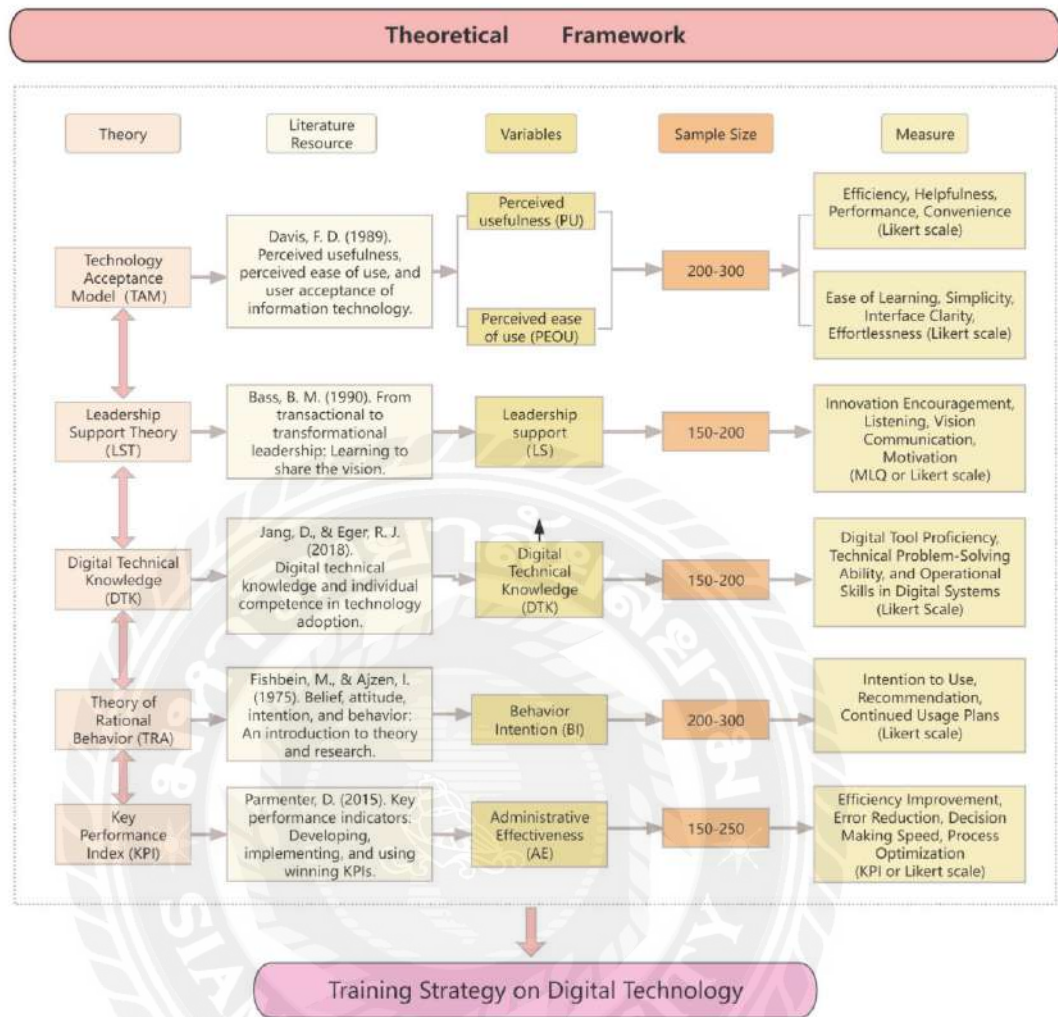 Theoretical Framework
Theory
Literature
Resource
Variables
Sample Size
Measure
Technology
Acceptance
Model (TAM)
Davis, F. D. (1989).
Perceived usefulness,
perceived ease of use, and
user acceptance of
information technology.
Perceived
usefulness (PU)
Perceived ease
of use (PEOU)
200-300
Efficiency, Helpfulness,
Performance, Convenience
(Likert scale)
Ease of Learning, Simplicity,
Interface Clarity,
Effortlessness (Likert scale)
Leadership
Support Theory
(LST)
Bass, B. M. (1990). From
transactional to
transformational
leadership: Learning to
share the vision.
Leadership
support
(LS)
150-200
Innovation Encouragement,
Listening, Vision
Communication,
Motivation
(MLQ or Likert scale)
Digital Technical
Knowledge
(DTK)
Jang, D., & Eger, R. J.
(2018).
Digital technical
knowledge and individual
competence in technology
adoption.
Digital
Technical
Knowledge
(DTK)
150-200
Digital Tool Proficiency,
Technical Problem-Solving
Ability, and Operational
Skills in Digital Systems
(Likert Scale)
Theory of
Rational
Behavior (TRA)
Fishbein, M., & Ajzen, I.
(1975). Belief, attitude,
intention, and behavior:
An introduction to theory
and research.
Behavior
Intention (BI)
200-300
Intention to Use,
Recommendation,
Continued Usage Plans
(Likert scale)
Key
Performance
Index (KPI)
Parmenter, D. (2015). Key
performance indicators:
Developing,
implementing, and using
winning KPIs.
Administrative
Effectiveness
(AE)
150-250
Efficiency Improvement,
Error Reduction, Decision
Making Speed, Process
Optimization
(KPI or Likert scale)
Training Strategy on Digital Technology